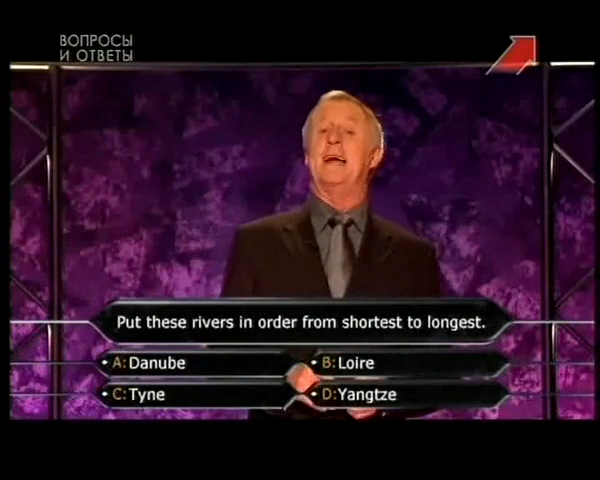 ВОПРОСЫ
И ОТВЕТЫ
Put these rivers in order from shortest to longest.
A: Danube
B: Loire
C: Tyne
D: Yangtze